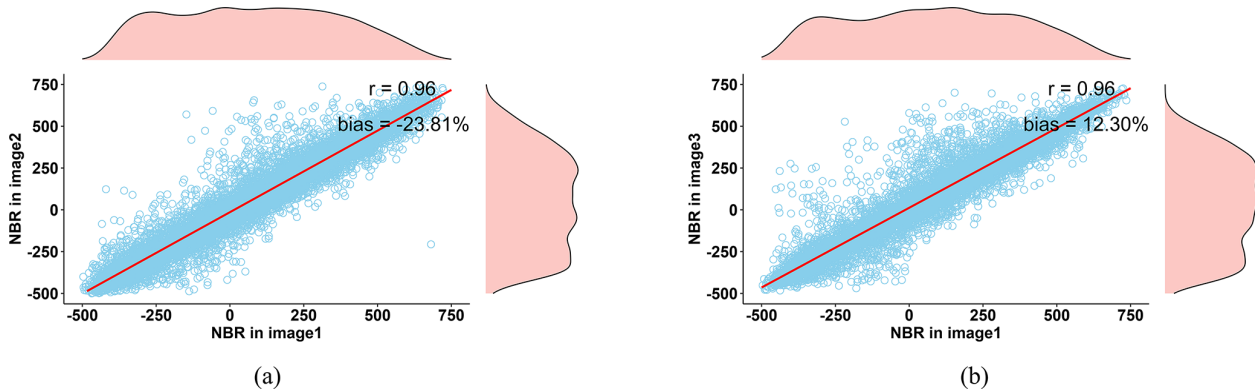 750
500
250
0
-250
-500
NBR in image2
r = 0.96
bias = -23.81%
-500 -250 0 250 500 750
NBR in image1
(a)
750
500
250
0
-250
-500
NBR in image3
r = 0.96
bias = 12.30%
-500 -250 0 250 500 750
NBR in image1
(b)